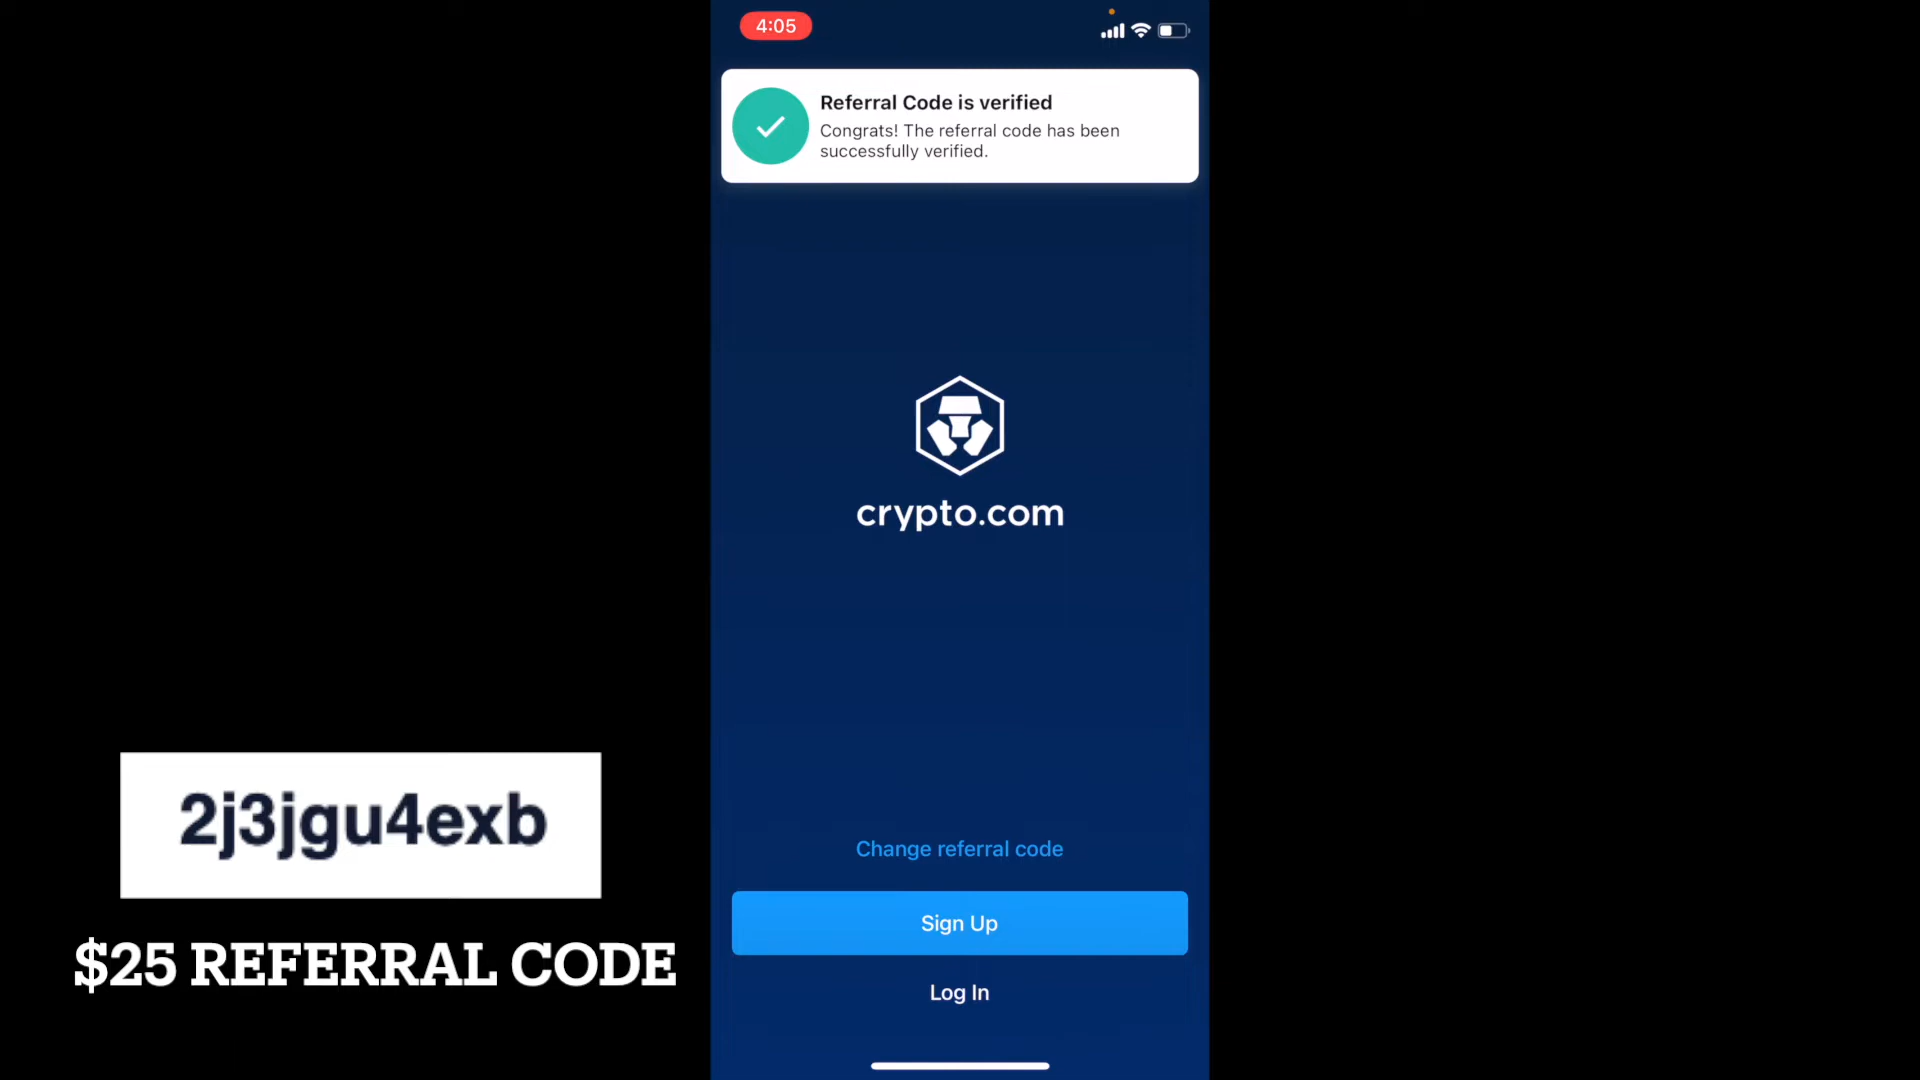 4:05
Referral Code is verified
Congrats! The referral code has been
successfully verified.
crypto.com
Change referral code
Sign Up
Log In
2j3jgu4exb
$25 REFERRAL CODE